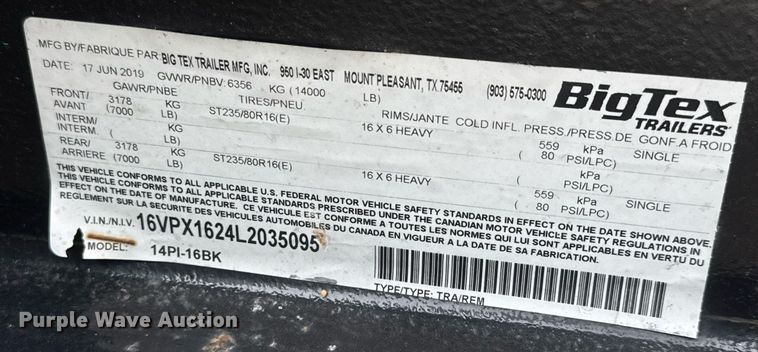 MFG BY/FABRIQUE PAR: BIG TEX TRAILER MFG, INC. 950 I-30 EAST MOUNT PLEASANT, TX 75455 (903) 575-0300
BigTex
TRAILERS
DATE: 17 JUN 2019 GVWR/PNBV: 6356 KG (14000 LB)
GAWR/PNBE TIRES/PNEU. RIMS/JANTE COLD INFL. PRESS./PRESS.DE GONF.A FROID
FRONT/ 3178 KG ST235/80R16(E) 16 X 6 HEAVY 559 kPa SINGLE
AVANT (7000 LB) ( 80 PSI/LPC)
INTERM/ KG
INTERM. ( LB)
REAR/ 3178 KG ST235/80R16(E) 16 X 6 HEAVY 559 kPa SINGLE
ARRIERE (7000 LB) ( 80 PSI/LPC)
THIS VEHICLE CONFORMS TO ALL APPLICABLE U.S. FEDERAL MOTOR VEHICLE SAFETY STANDARDS IN EFFECT ON THE DATE SHOWN ABOVE.
THIS VEHICLE CONFORMS TO ALL APPLICABLE STANDARDS PRESCRIBED UNDER THE CANADIAN MOTOR VEHICLE SAFETY REGULATIONS IN
EFFECT ON THE DATE OF MANUFACTURE. CE VEHICULE EST CONFORME A TOUTES LES NORMES QUI LUI SONT APPLICABLES EN VERTU DU
REGLEMENT SUR LA SECURITE DES VEHICULES AUTOMOBILES DU CANADA EN VIGUEUR A LA DATE DE SA FABRICATION.
V.I.N./N.I.V. 16VPX1624L2035095
MODEL: 14PI-16BK
TYPE/TYPE: TRA/REM
Purple Wave Auction